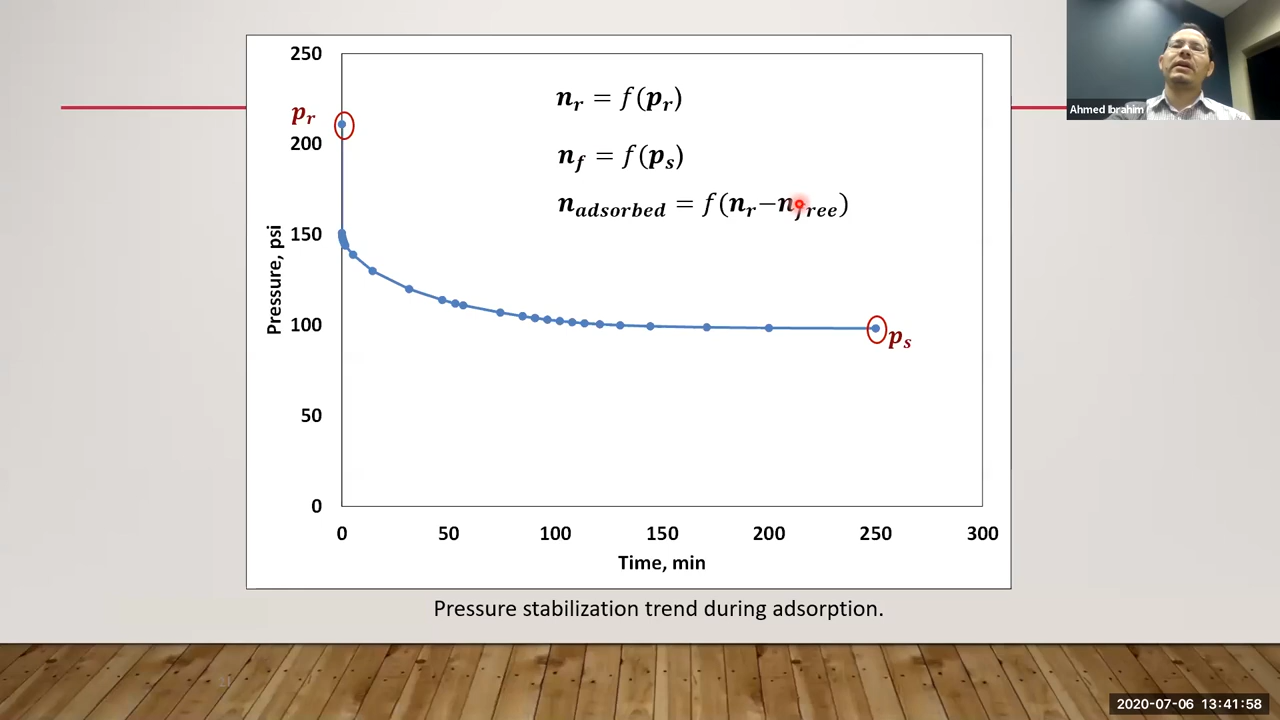 Ahmed Ibrahim
250
p_r
200
150
100
50
0
Pressure, psi
n_r = f(p_r)
n_f = f(p_s)
n_adsorbed = f(n_r−n_free)
p_s
0 50 100 150 200 250 300
Time, min
Pressure stabilization trend during adsorption.
2020-07-06 13:41:58